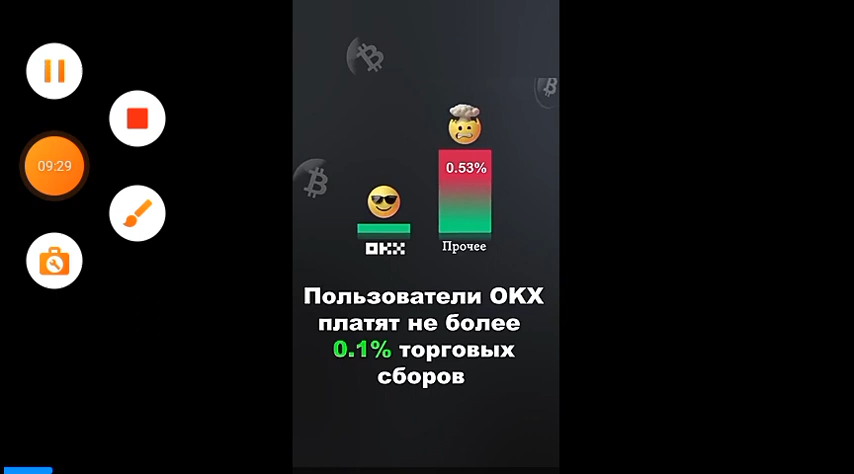 09:29
0.53%
OKX
Прочее
Пользователи OKX
платят не более
0.1% торговых
сборов